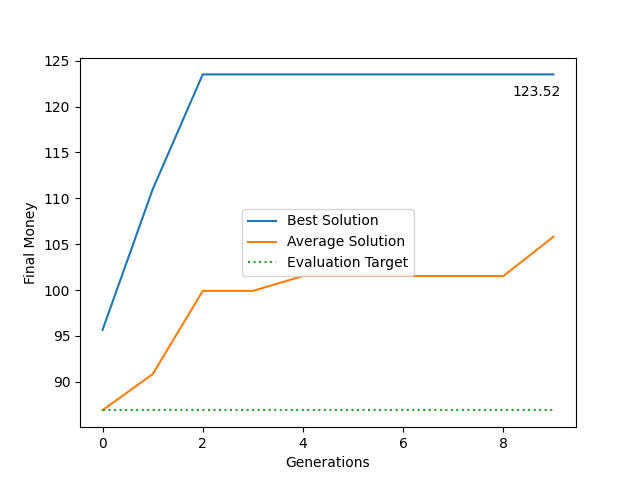 125
120
115
110
105
100
95
90
Final Money
123.52
Best Solution
Average Solution
Evaluation Target
0 2 4 6 8
Generations